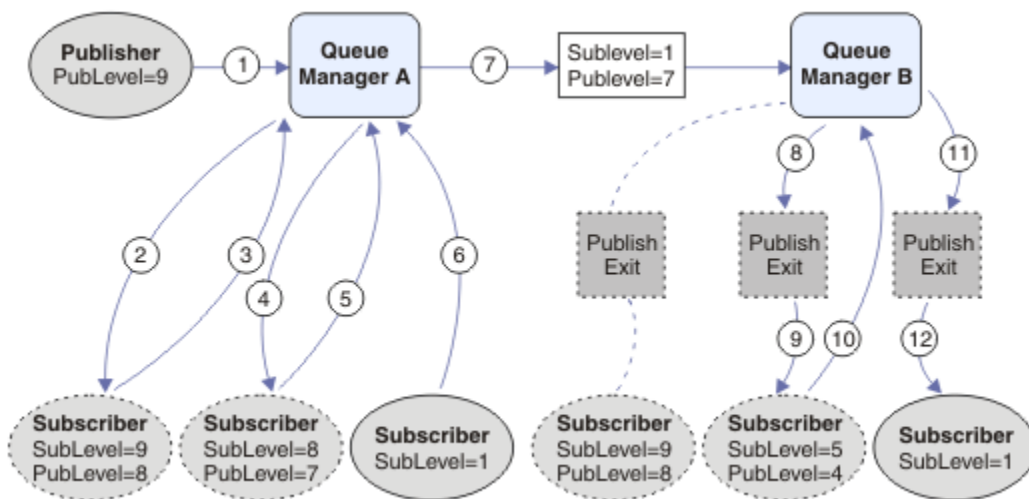 Publisher
PubLevel=9
1
Queue
Manager A
7
Sublevel=1
Publevel=7
Queue
Manager B
8
11
2
3
4
5
6
Publish
Exit
Publish
Exit
Publish
Exit
9
10
12
Subscriber
SubLevel=9
PubLevel=8
Subscriber
SubLevel=8
PubLevel=7
Subscriber
SubLevel=1
Subscriber
SubLevel=9
PubLevel=8
Subscriber
SubLevel=5
PubLevel=4
Subscriber
SubLevel=1